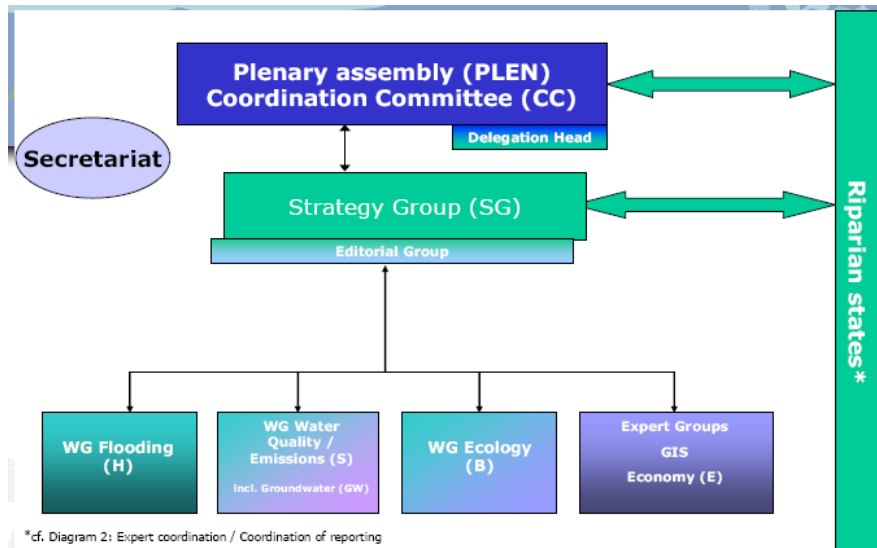 Plenary assembly (PLEN)
Coordination Committee (CC)
Delegation Head
Secretariat
Strategy Group (SG)
Editorial Group
Riparian states*
WG Flooding
(H)
WG Water
Quality /
Emissions (S)
incl. Groundwater (GW)
WG Ecology
(B)
Expert Groups
GIS
Economy (E)
*cf. Diagram 2: Expert coordination / Coordination of reporting